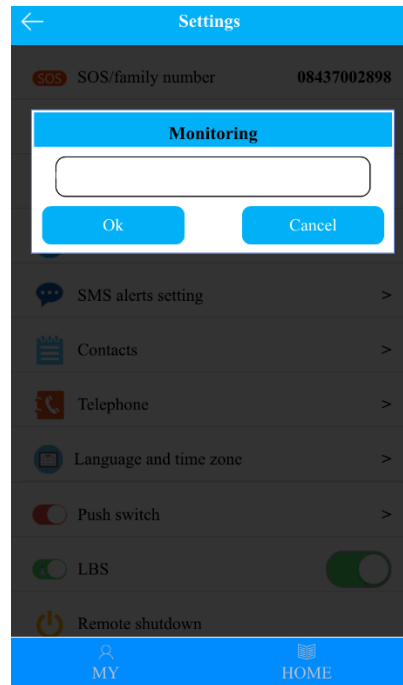 Settings
SOS SOS/family number 08437002898
Monitoring
Ok Cancel
SMS alerts setting >
Contacts >
Telephone >
Language and time zone >
Push switch >
LBS
Remote shutdown
MY HOME